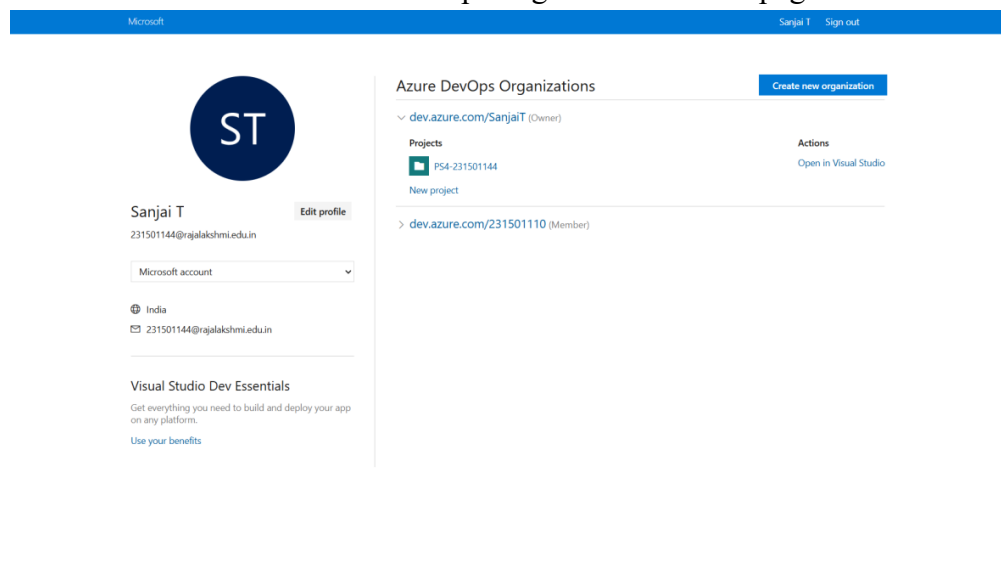 Microsoft
Sanjai T Sign out
ST
Sanjai T
Edit profile
231501144@rajalakshmi.edu.in
Microsoft account
India
231501144@rajalakshmi.edu.in
Visual Studio Dev Essentials
Get everything you need to build and deploy your app
on any platform.
Use your benefits
Azure DevOps Organizations
Create new organization
dev.azure.com/SanjaiT (Owner)
Projects
Actions
PS4-231501144
Open in Visual Studio
New project
dev.azure.com/231501110 (Member)